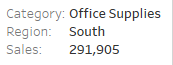 Category: Office Supplies
Region: South
Sales: 291,905